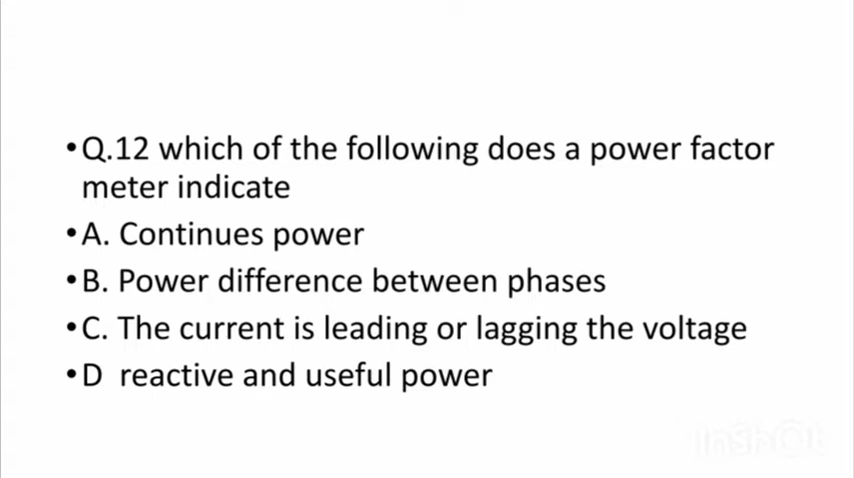 •Q.12 which of the following does a power factor
meter indicate
•A. Continues power
•B. Power difference between phases
•C. The current is leading or lagging the voltage
•D reactive and useful power
InShOt